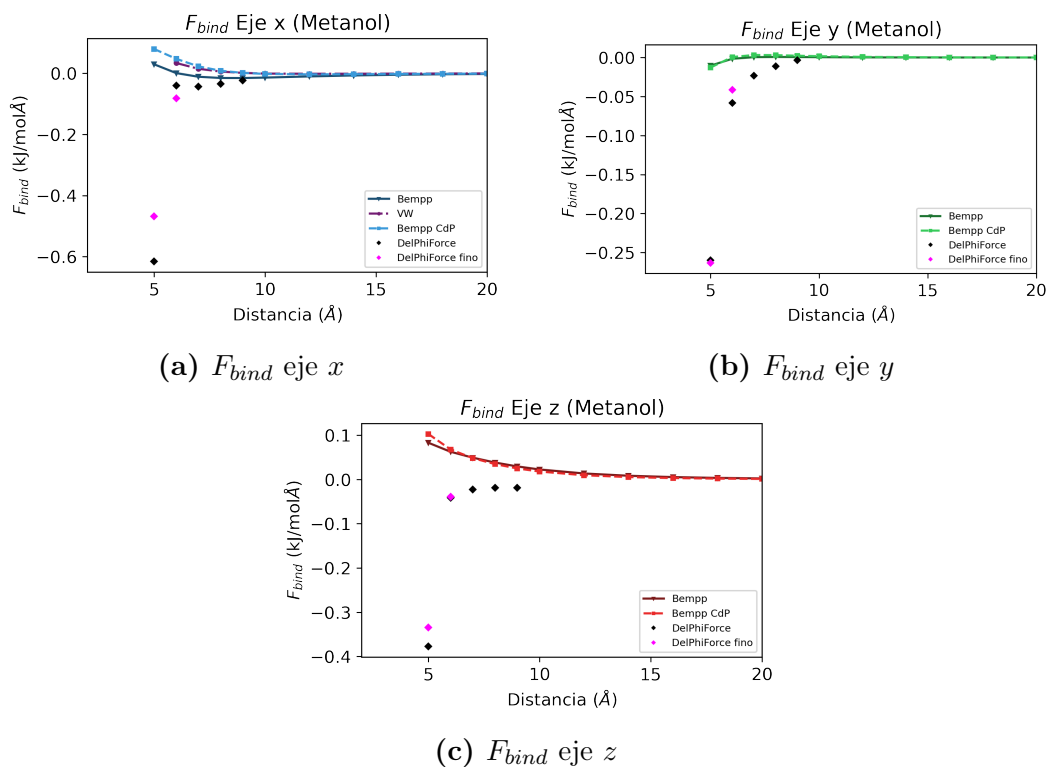 F_bind Eje x (Metanol)
F_bind (kJ/molÅ)
0.0
−0.2
−0.4
−0.6
5
10
15
20
Distancia (Å)
Bempp
VW
Bempp CdP
DelPhiForce
DelPhiForce fino
(a) F_bind eje x
F_bind Eje y (Metanol)
F_bind (kJ/molÅ)
0.00
−0.05
−0.10
−0.15
−0.20
−0.25
5
10
15
20
Distancia (Å)
Bempp
Bempp CdP
DelPhiForce
DelPhiForce fino
(b) F_bind eje y
F_bind Eje z (Metanol)
F_bind (kJ/molÅ)
0.1
0.0
−0.1
−0.2
−0.3
−0.4
5
10
15
20
Distancia (Å)
Bempp
Bempp CdP
DelPhiForce
DelPhiForce fino
(c) F_bind eje z